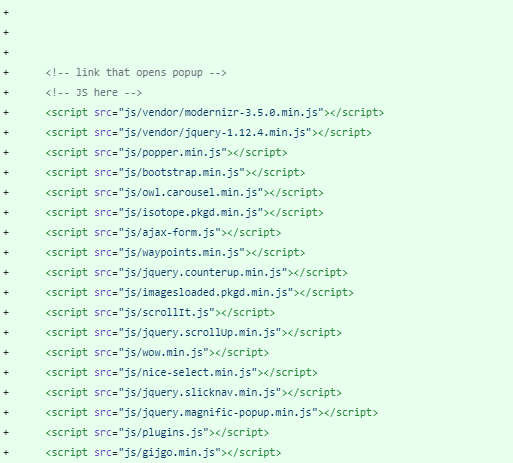 +
+
+
+ <!-- link that opens popup -->
+ <!-- JS here -->
+ <script src="js/vendor/modernizr-3.5.0.min.js"></script>
+ <script src="js/vendor/jquery-1.12.4.min.js"></script>
+ <script src="js/popper.min.js"></script>
+ <script src="js/bootstrap.min.js"></script>
+ <script src="js/owl.carousel.min.js"></script>
+ <script src="js/isotope.pkgd.min.js"></script>
+ <script src="js/ajax-form.js"></script>
+ <script src="js/waypoints.min.js"></script>
+ <script src="js/jquery.counterup.min.js"></script>
+ <script src="js/imagesloaded.pkgd.min.js"></script>
+ <script src="js/scrollIt.js"></script>
+ <script src="js/jquery.scrollUp.min.js"></script>
+ <script src="js/wow.min.js"></script>
+ <script src="js/nice-select.min.js"></script>
+ <script src="js/jquery.slicknav.min.js"></script>
+ <script src="js/jquery.magnific-popup.min.js"></script>
+ <script src="js/plugins.js"></script>
+ <script src="js/gijgo.min.js"></script>